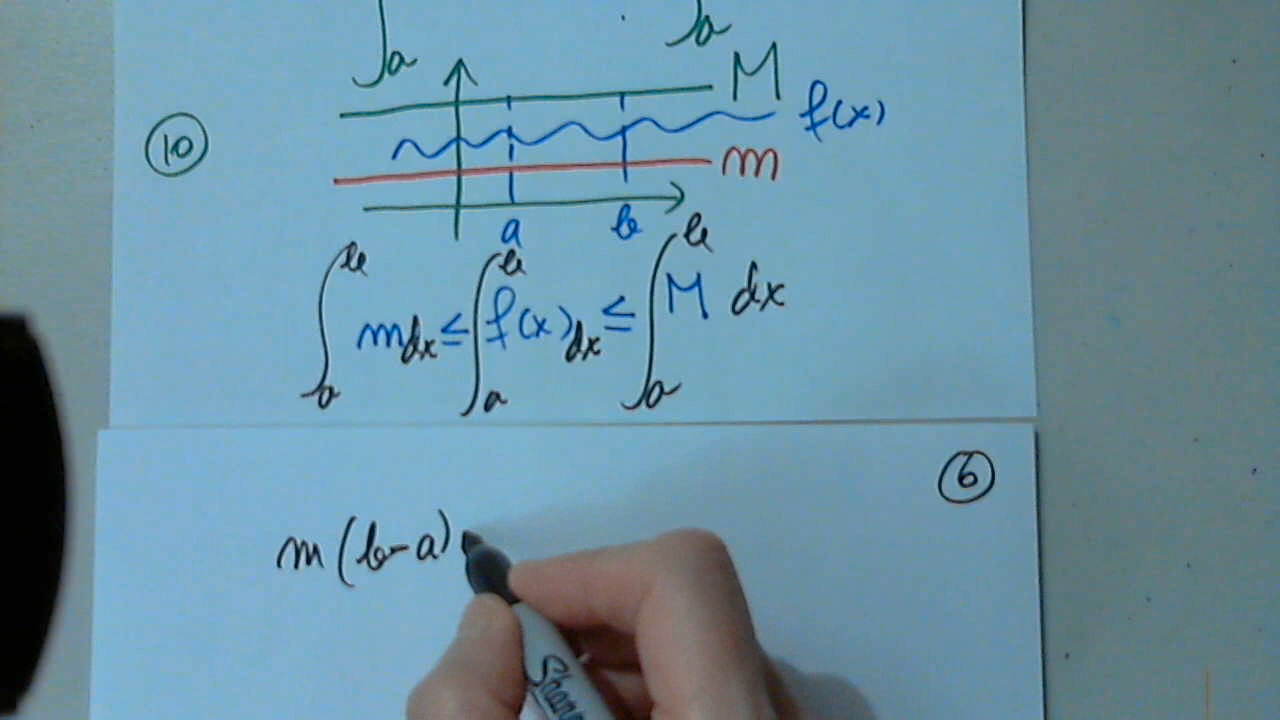 a a
M
f(x)
⑩
m
a b
∫ₐᵇ m dx ≤ ∫ₐᵇ f(x) dx ≤ ∫ₐᵇ M dx
⑥
m(b-a)